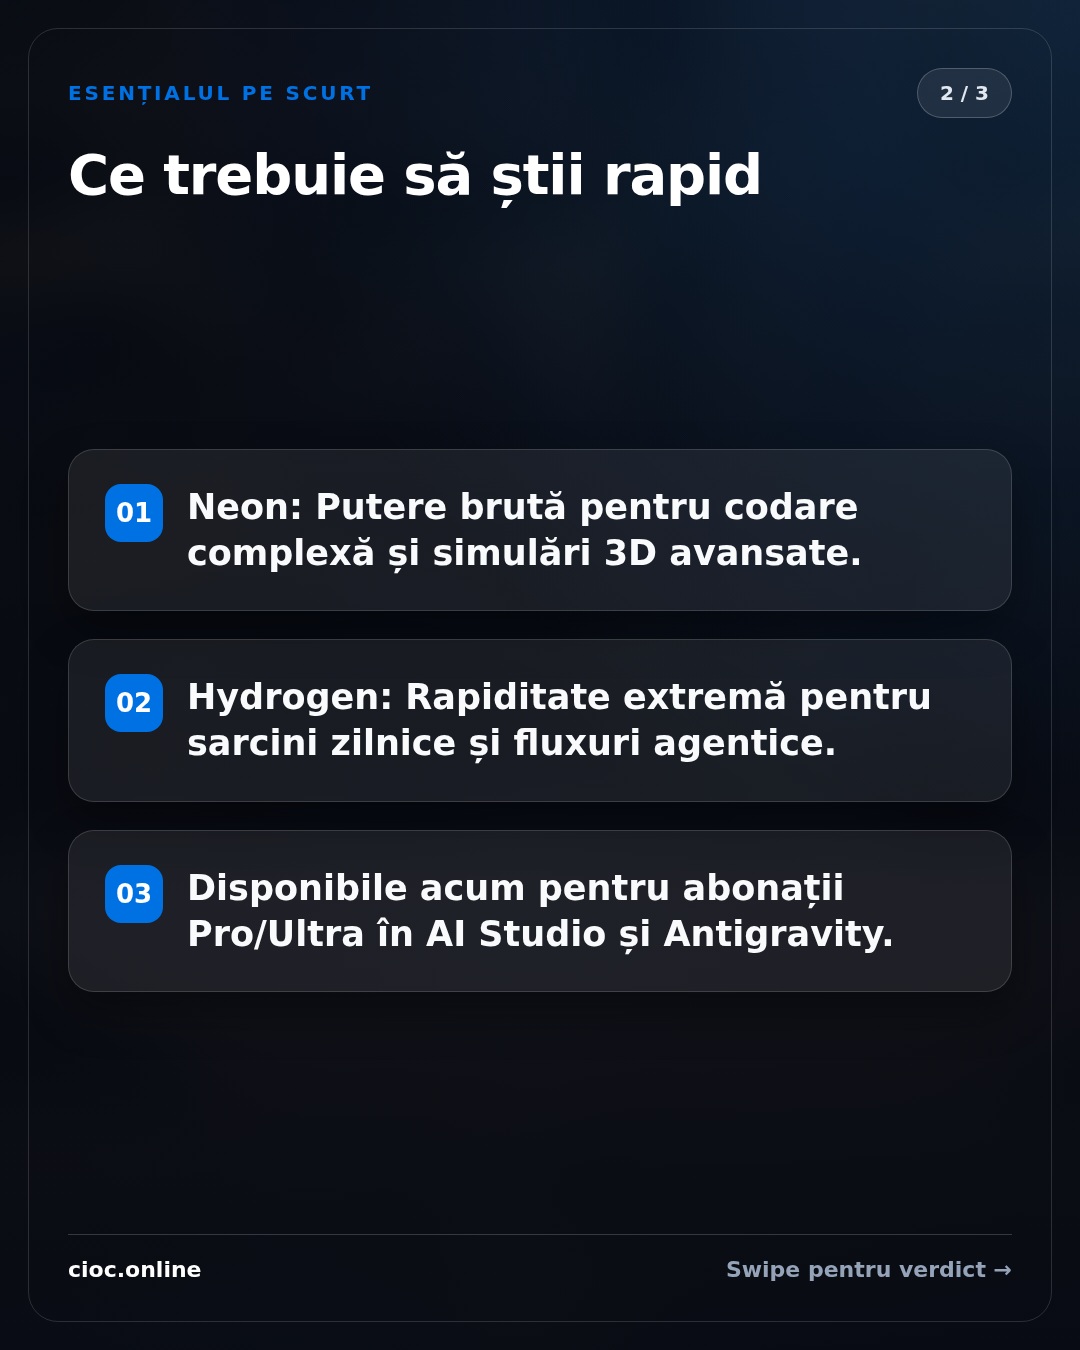 ESENȚIALUL PE SCURT
2 / 3
Ce trebuie să știi rapid
01
Neon: Putere brută pentru codare
complexă și simulări 3D avansate.
02
Hydrogen: Rapiditate extremă pentru
sarcini zilnice și fluxuri agentice.
03
Disponibile acum pentru abonații
Pro/Ultra în AI Studio și Antigravity.
cioc.online
Swipe pentru verdict →